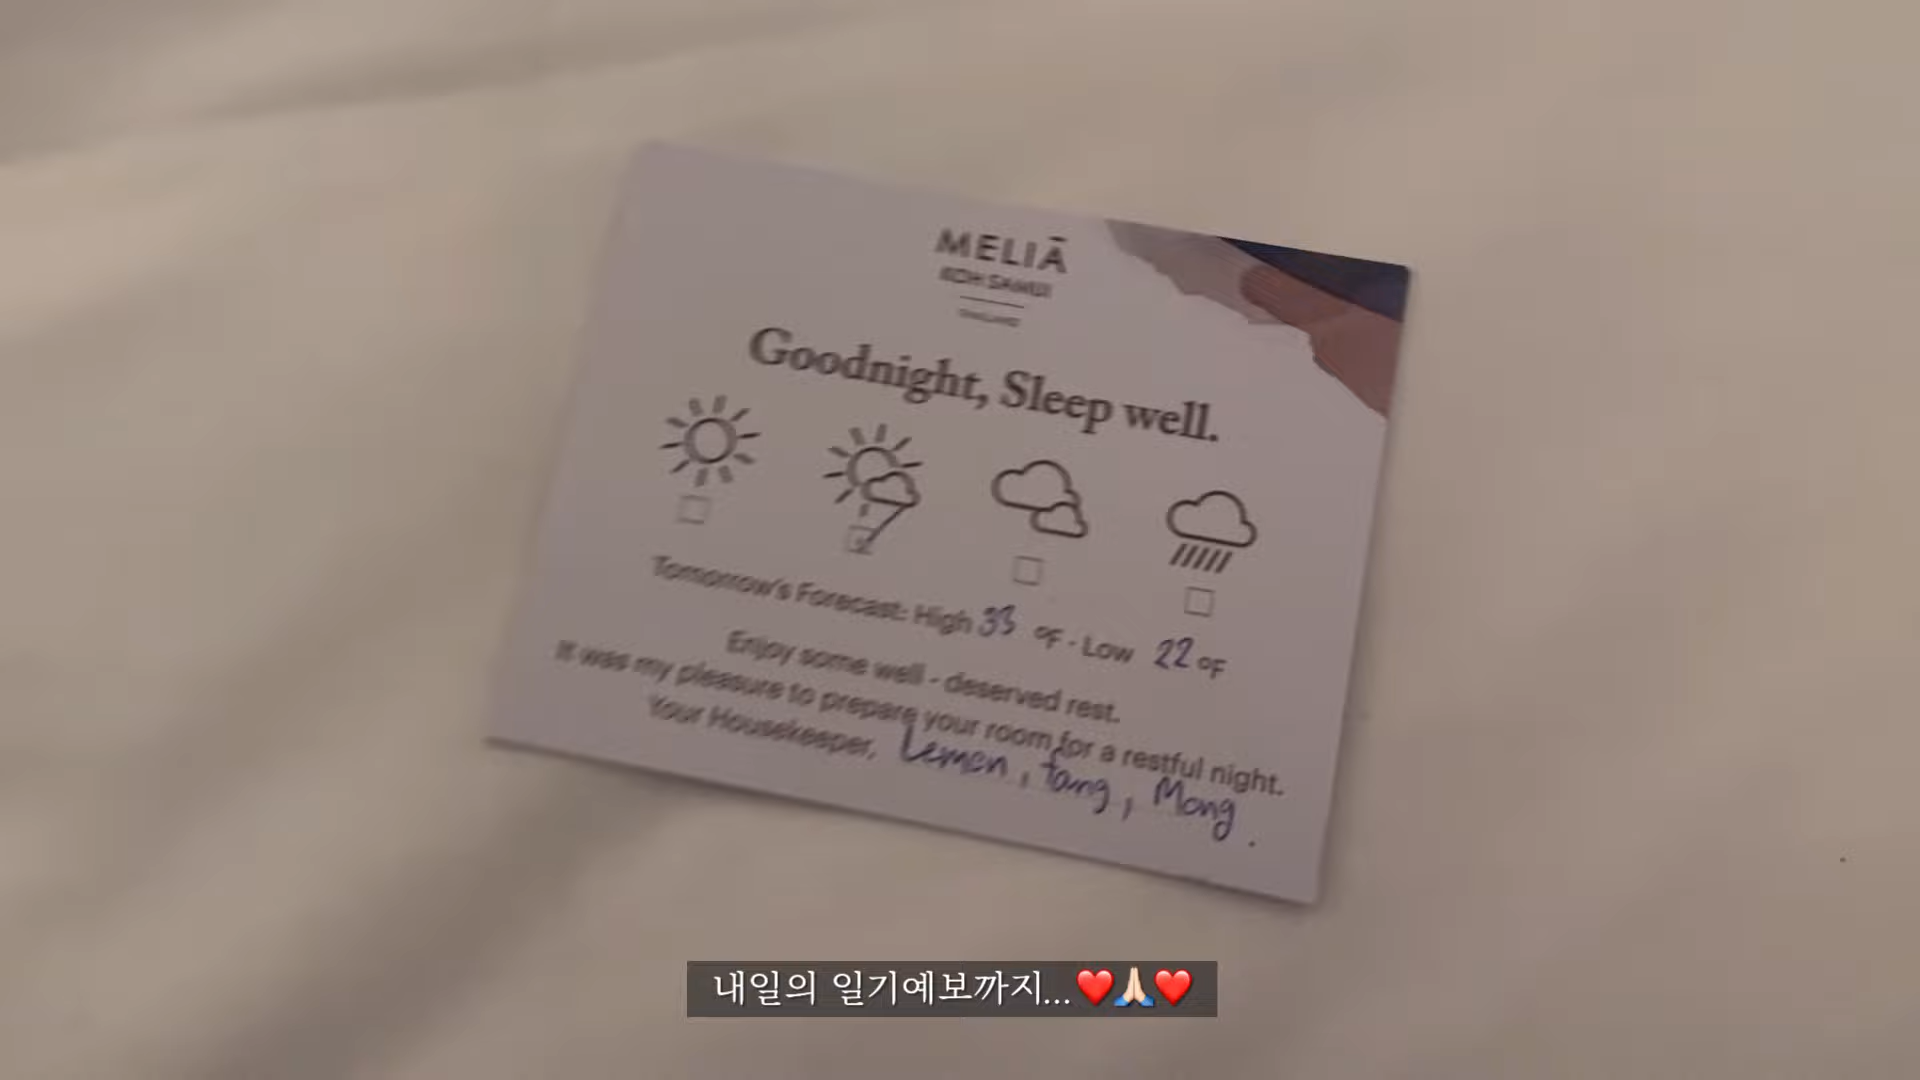 MELIĀ
KOH SAMUI
THAILAND
Goodnight, Sleep well.
Tomorrow's Forecast: High 33 °F - Low 22 °F
Enjoy some well - deserved rest.
It was my pleasure to prepare your room for a restful night.
Your Housekeeper, Lemon, Tang, Mong.
내일의 일기예보까지...❤️🙏🏻❤️